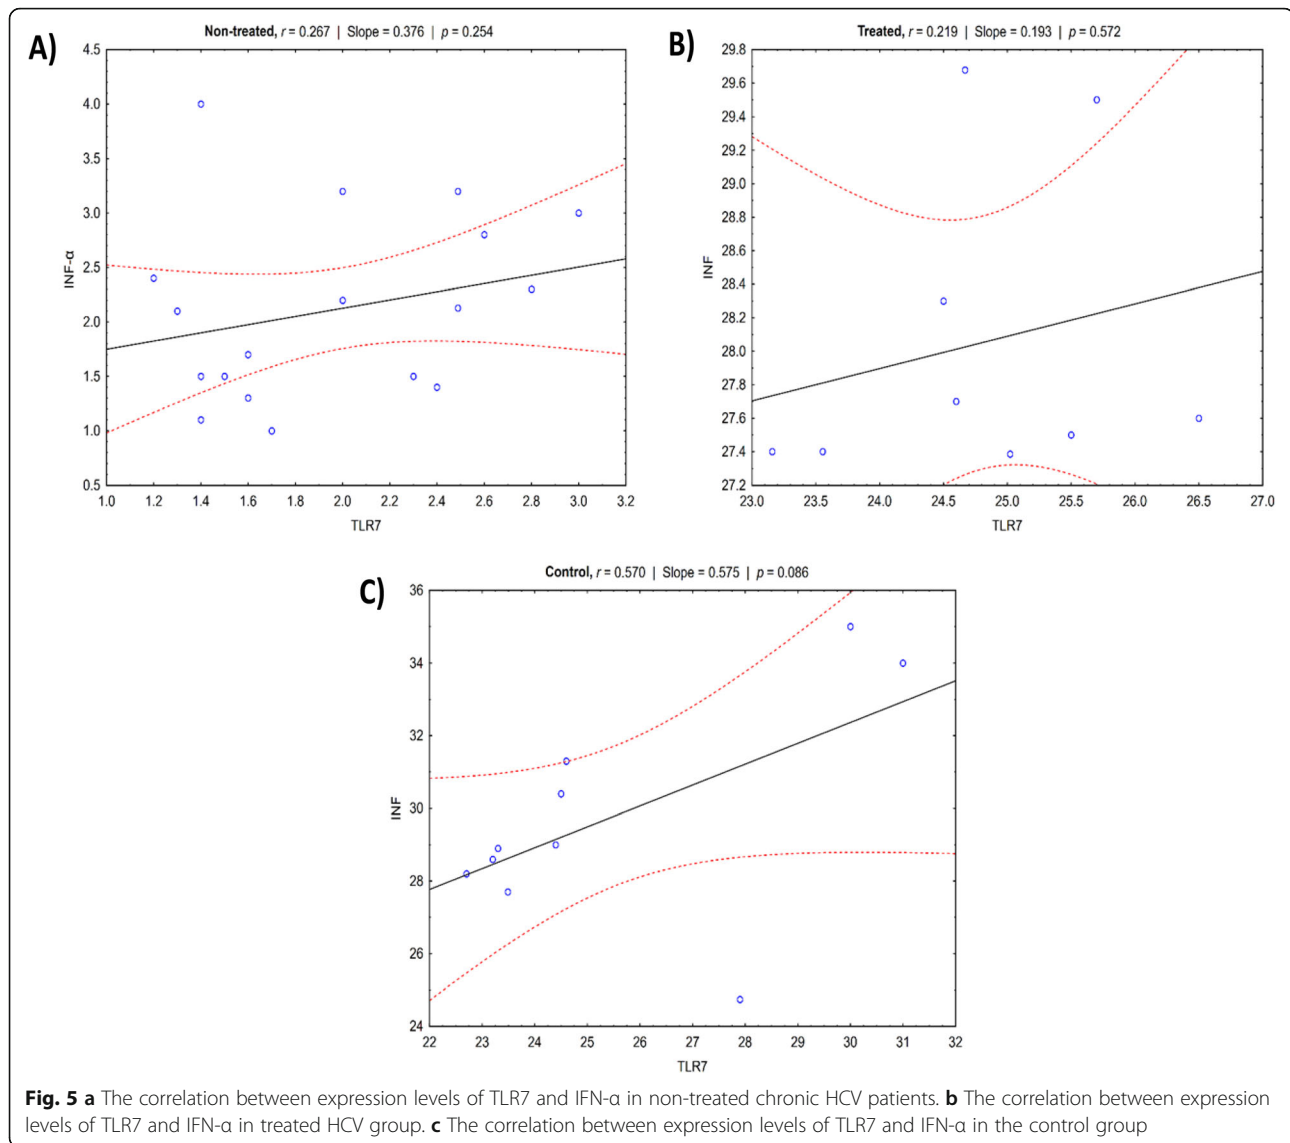 A)
Non-treated, r = 0.267 | Slope = 0.376 | p = 0.254
4.5
4.0
3.5
3.0
2.5
2.0
1.5
1.0
0.5
INF-α
1.0 1.2 1.4 1.6 1.8 2.0 2.2 2.4 2.6 2.8 3.0 3.2
TLR7
B)
Treated, r = 0.219 | Slope = 0.193 | p = 0.572
29.8
29.6
29.4
29.2
29.0
28.8
28.6
28.4
28.2
28.0
27.8
27.6
27.4
27.2
INF
23.0 23.5 24.0 24.5 25.0 25.5 26.0 26.5 27.0
TLR7
C)
Control, r = 0.570 | Slope = 0.575 | p = 0.086
36
34
32
30
28
26
24
INF
22 23 24 25 26 27 28 29 30 31 32
TLR7
Fig. 5 a The correlation between expression levels of TLR7 and IFN-α in non-treated chronic HCV patients. b The correlation between expression
levels of TLR7 and IFN-α in treated HCV group. c The correlation between expression levels of TLR7 and IFN-α in the control group